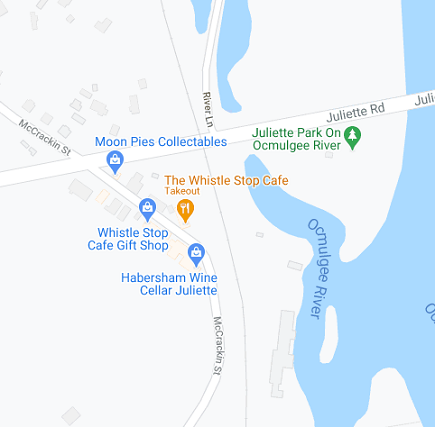 River Ln
Juliette Rd
Juli
McCrackin St
Moon Pies Collectables
Juliette Park On
Ocmulgee River
The Whistle Stop Cafe
Takeout
Whistle Stop
Cafe Gift Shop
Habersham Wine
Cellar Juliette
Ocmulgee River
McCrackin St